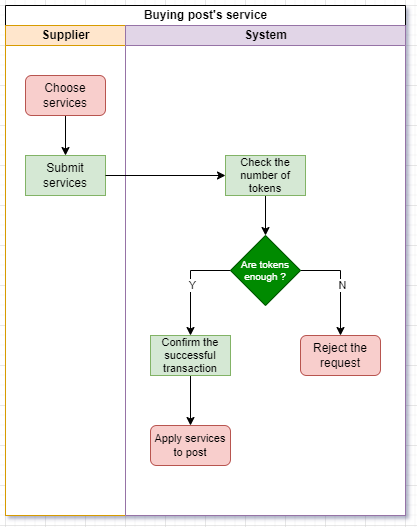 Buying post's service
Supplier
System
Choose
services
Submit
services
Check the
number of
tokens
Are tokens
enough ?
Y
N
Confirm the
successful
transaction
Reject the
request
Apply services
to post